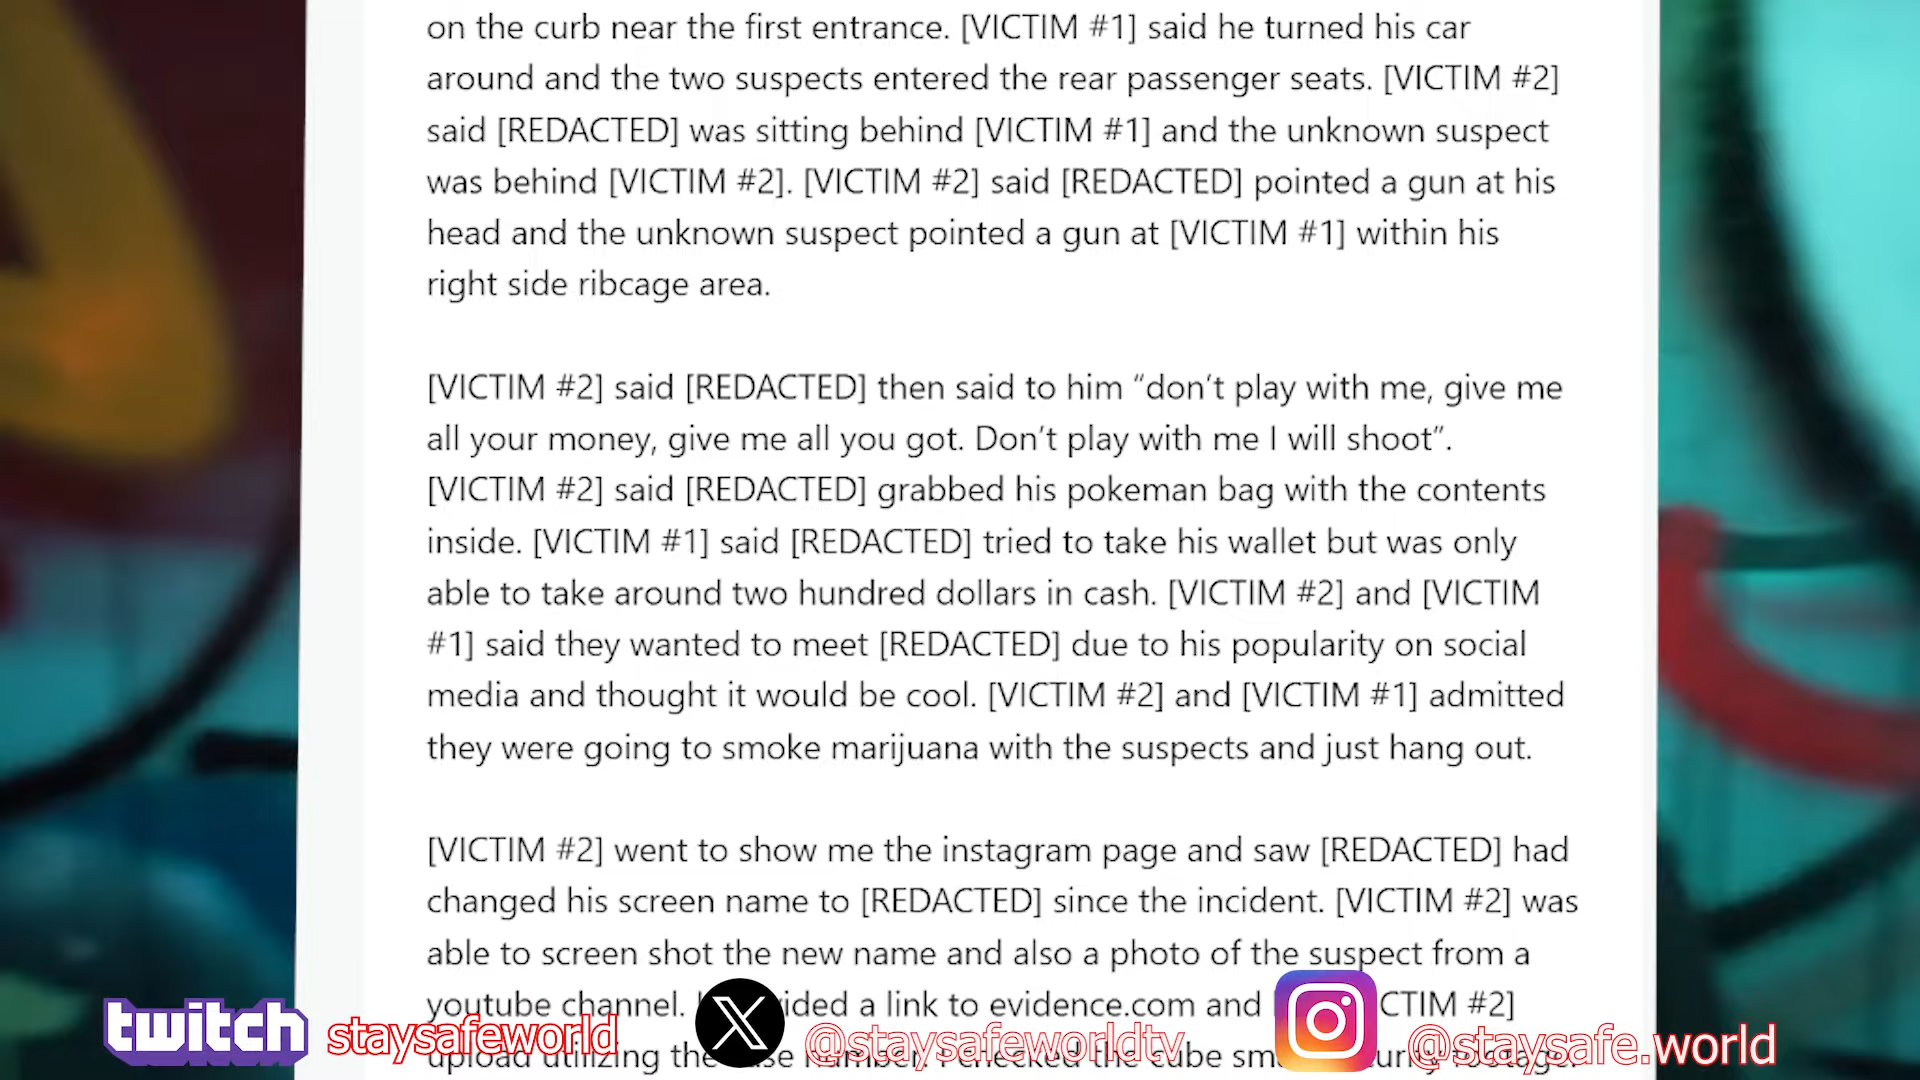 on the curb near the first entrance. [VICTIM #1] said he turned his car
around and the two suspects entered the rear passenger seats. [VICTIM #2]
said [REDACTED] was sitting behind [VICTIM #1] and the unknown suspect
was behind [VICTIM #2]. [VICTIM #2] said [REDACTED] pointed a gun at his
head and the unknown suspect pointed a gun at [VICTIM #1] within his
right side ribcage area.
[VICTIM #2] said [REDACTED] then said to him “don’t play with me, give me
all your money, give me all you got. Don’t play with me I will shoot”.
[VICTIM #2] said [REDACTED] grabbed his pokeman bag with the contents
inside. [VICTIM #1] said [REDACTED] tried to take his wallet but was only
able to take around two hundred dollars in cash. [VICTIM #2] and [VICTIM
#1] said they wanted to meet [REDACTED] due to his popularity on social
media and thought it would be cool. [VICTIM #2] and [VICTIM #1] admitted
they were going to smoke marijuana with the suspects and just hang out.
[VICTIM #2] went to show me the instagram page and saw [REDACTED] had
changed his screen name to [REDACTED] since the incident. [VICTIM #2] was
able to screen shot the new name and also a photo of the suspect from a
youtube channel. a link to evidence.com and #2]
upload utilizing the number. I checked the cube
twitch staysafeworld @staysafeworldtv @staysafe.world